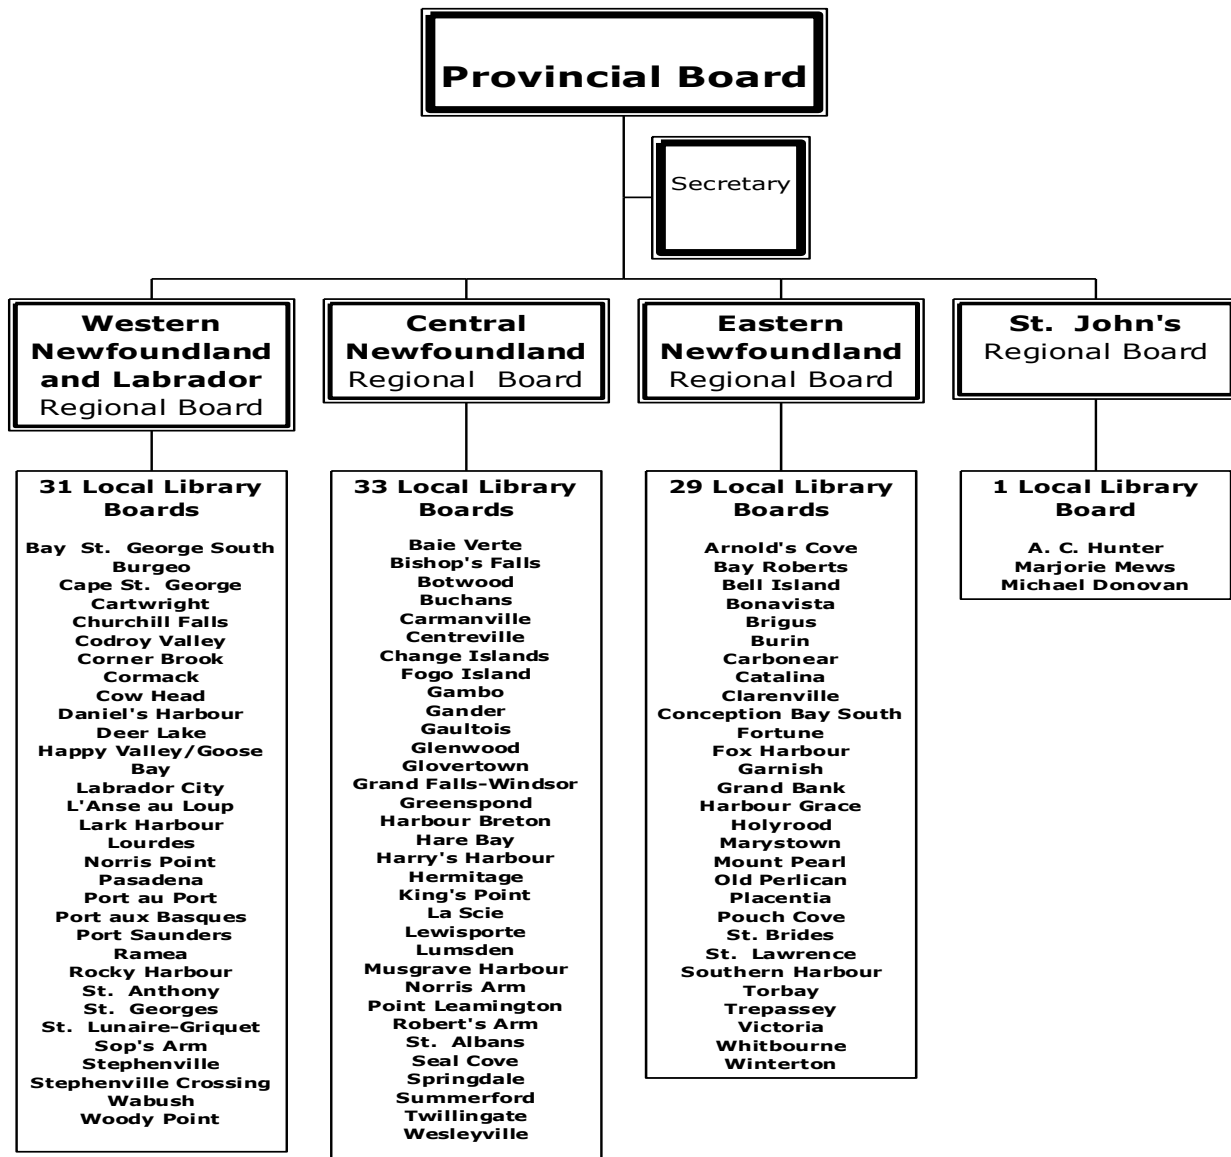 Provincial Board
Secretary
Western
Newfoundland
and Labrador
Regional Board
Central
Newfoundland
Regional Board
Eastern
Newfoundland
Regional Board
St. John's
Regional Board
31 Local Library
Boards
Bay St. George South
Burgeo
Cape St. George
Cartwright
Churchill Falls
Codroy Valley
Corner Brook
Cormack
Cow Head
Daniel's Harbour
Deer Lake
Happy Valley/Goose
Bay
Labrador City
L'Anse au Loup
Lark Harbour
Lourdes
Norris Point
Pasadena
Port au Port
Port aux Basques
Port Saunders
Ramea
Rocky Harbour
St. Anthony
St. Georges
St. Lunaire-Griquet
Sop's Arm
Stephenville
Stephenville Crossing
Wabush
Woody Point
33 Local Library
Boards
Baie Verte
Bishop's Falls
Botwood
Buchans
Carmanville
Centreville
Change Islands
Fogo Island
Gambo
Gander
Gaultois
Glenwood
Glovertown
Grand Falls-Windsor
Greenspond
Harbour Breton
Hare Bay
Harry's Harbour
Hermitage
King's Point
La Scie
Lewisporte
Lumsden
Musgrave Harbour
Norris Arm
Point Leamington
Robert's Arm
St. Albans
Seal Cove
Springdale
Summerford
Twillingate
Wesleyville
29 Local Library
Boards
Arnold's Cove
Bay Roberts
Bell Island
Bonavista
Brigus
Burin
Carbonear
Catalina
Clarenville
Conception Bay South
Fortune
Fox Harbour
Garnish
Grand Bank
Harbour Grace
Holyrood
Marystown
Mount Pearl
Old Perlican
Placentia
Pouch Cove
St. Brides
St. Lawrence
Southern Harbour
Torbay
Trepassey
Victoria
Whitbourne
Winterton
1 Local Library
Board
A. C. Hunter
Marjorie Mews
Michael Donovan